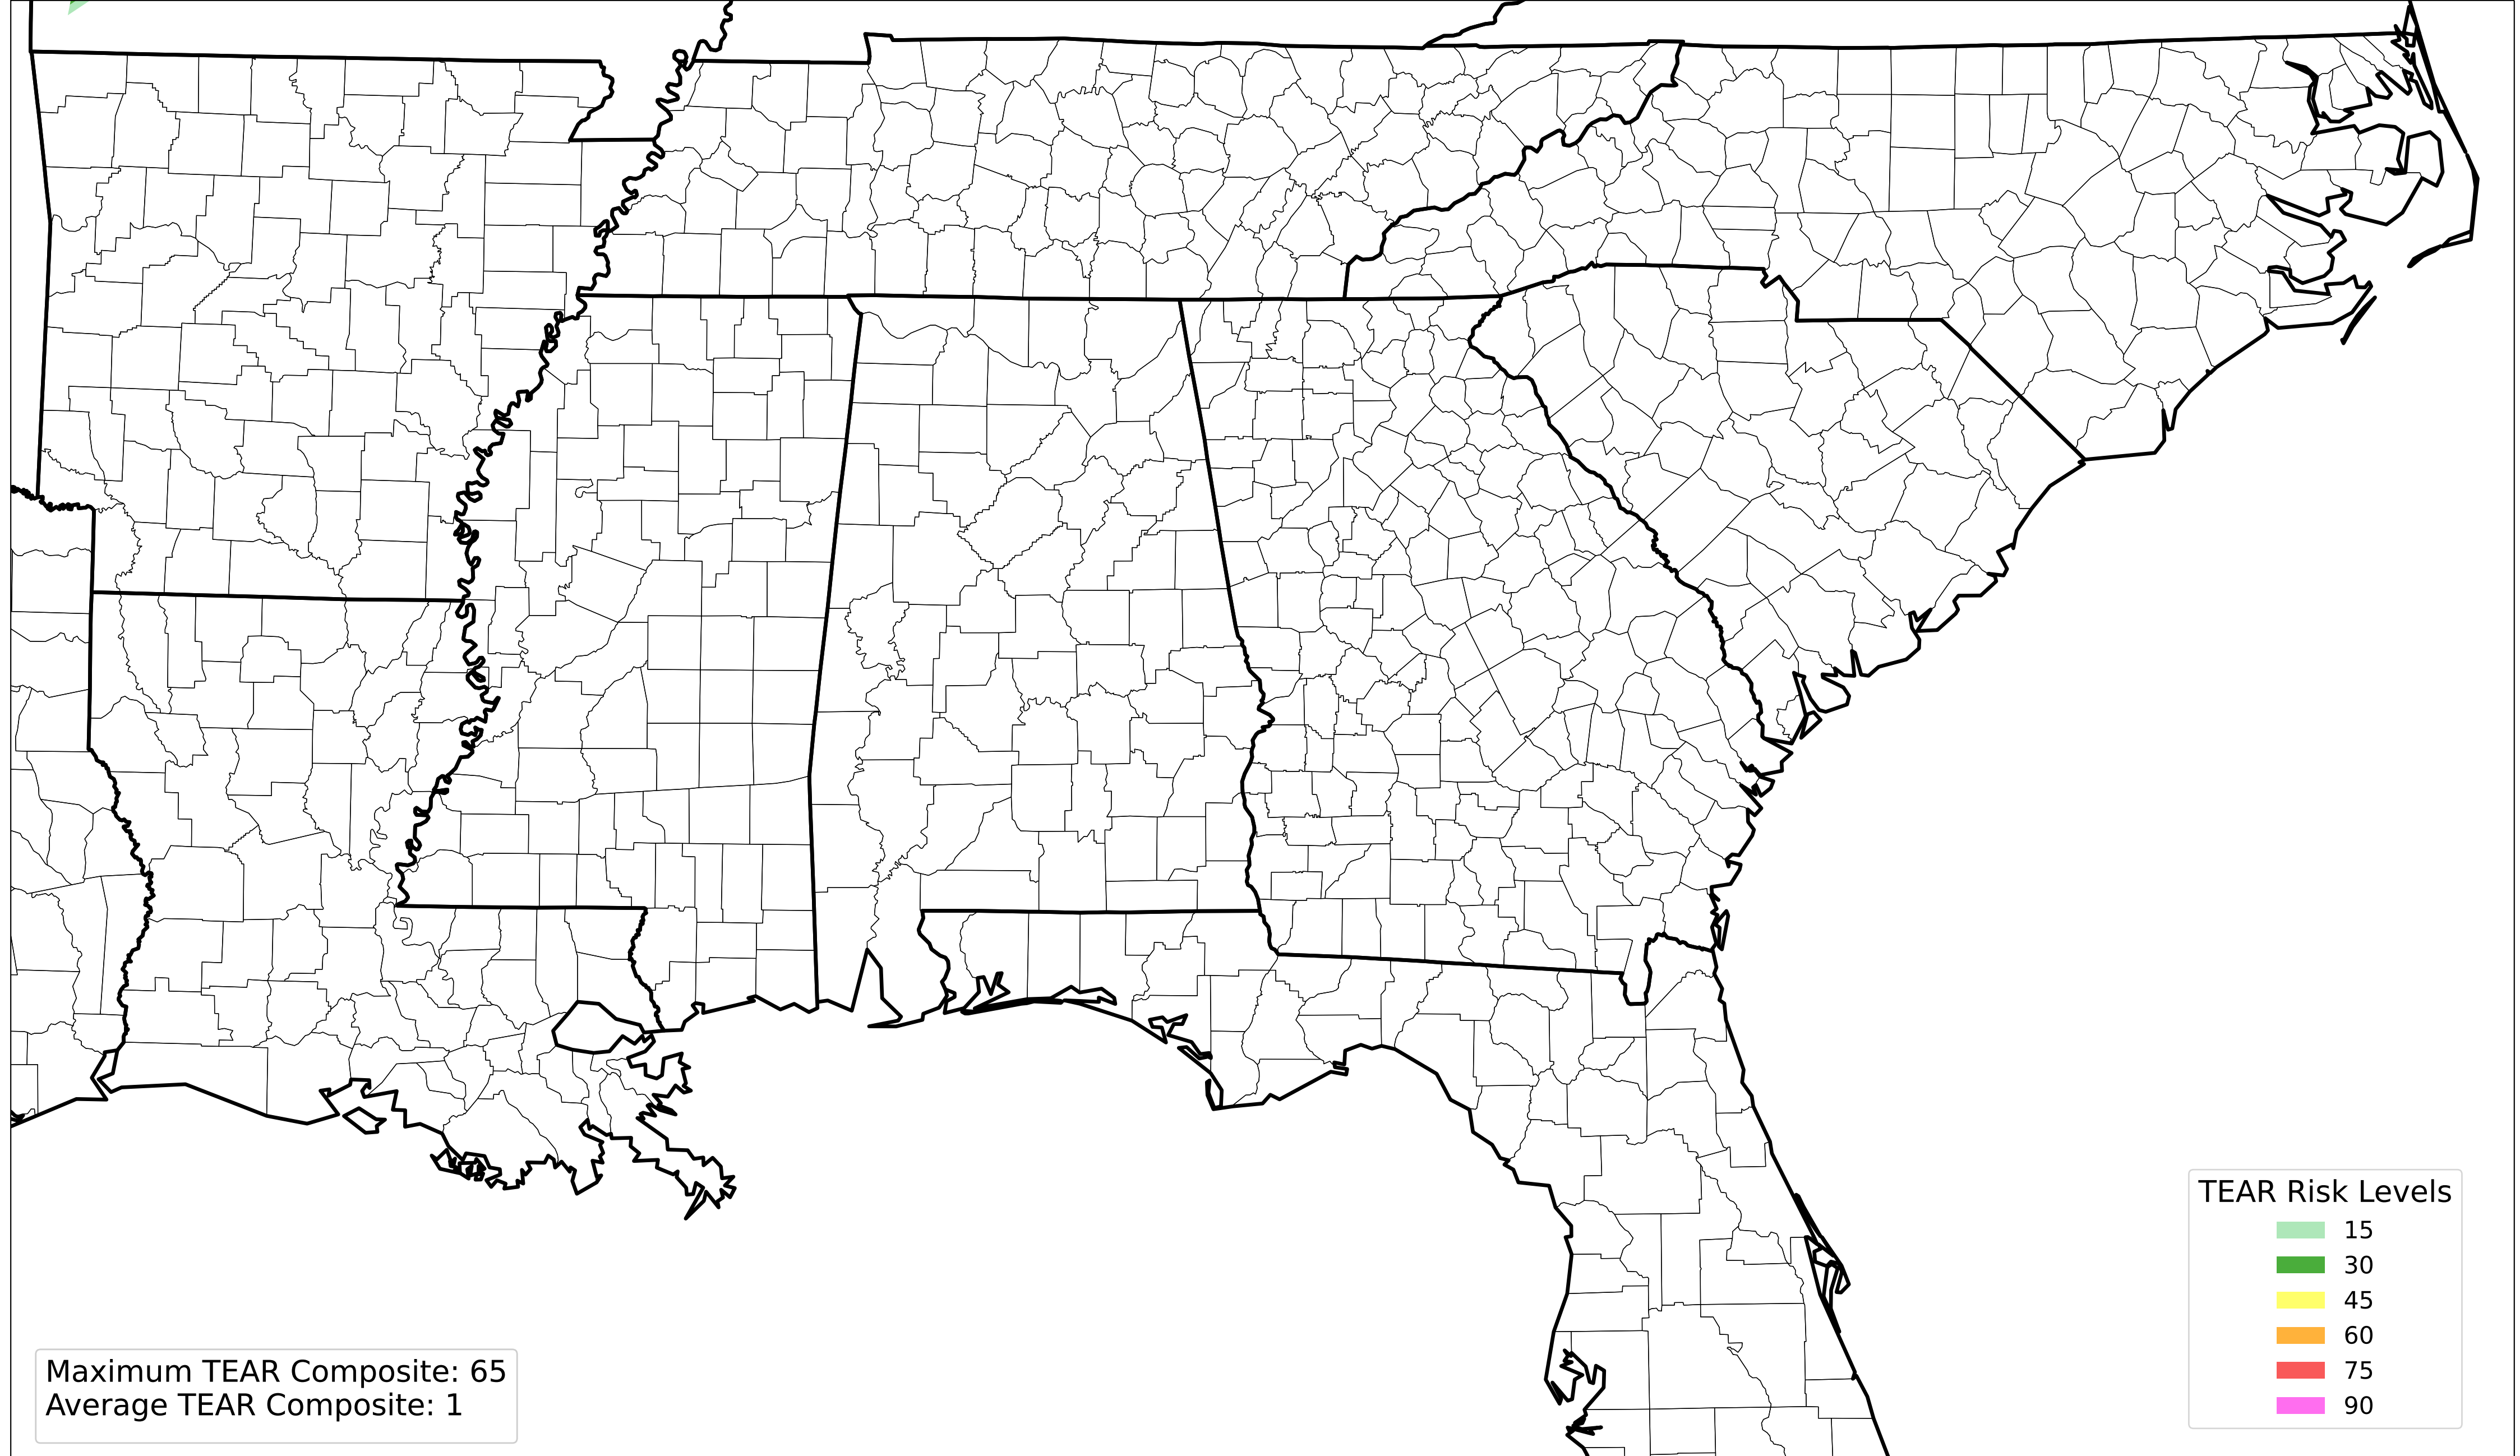 TEAR Risk Levels
15
30
45
60
75
90
Maximum TEAR Composite: 65
Average TEAR Composite: 1